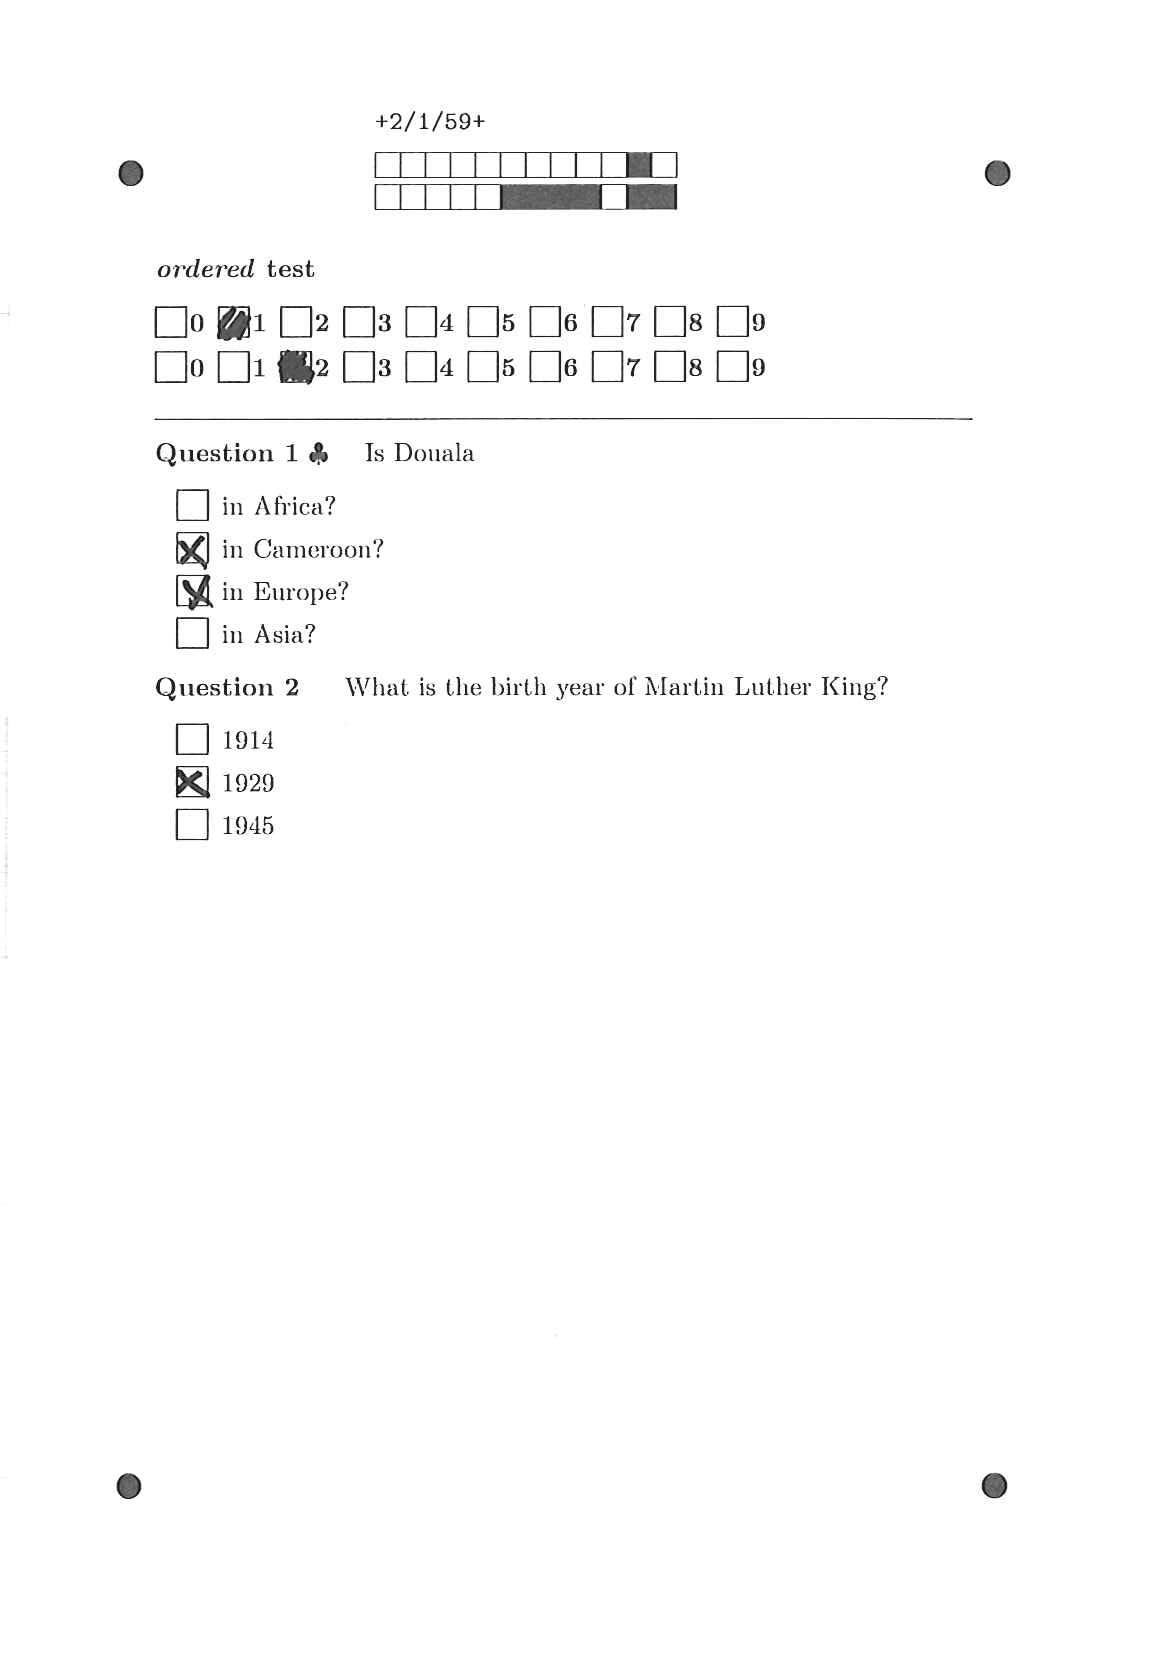 +2/1/59+
ordered test
0 1 2 3 4 5 6 7 8 9
0 1 2 3 4 5 6 7 8 9
Question 1 ♣ Is Douala
in Africa?
in Cameroon?
in Europe?
in Asia?
Question 2 What is the birth year of Martin Luther King?
1914
1929
1945